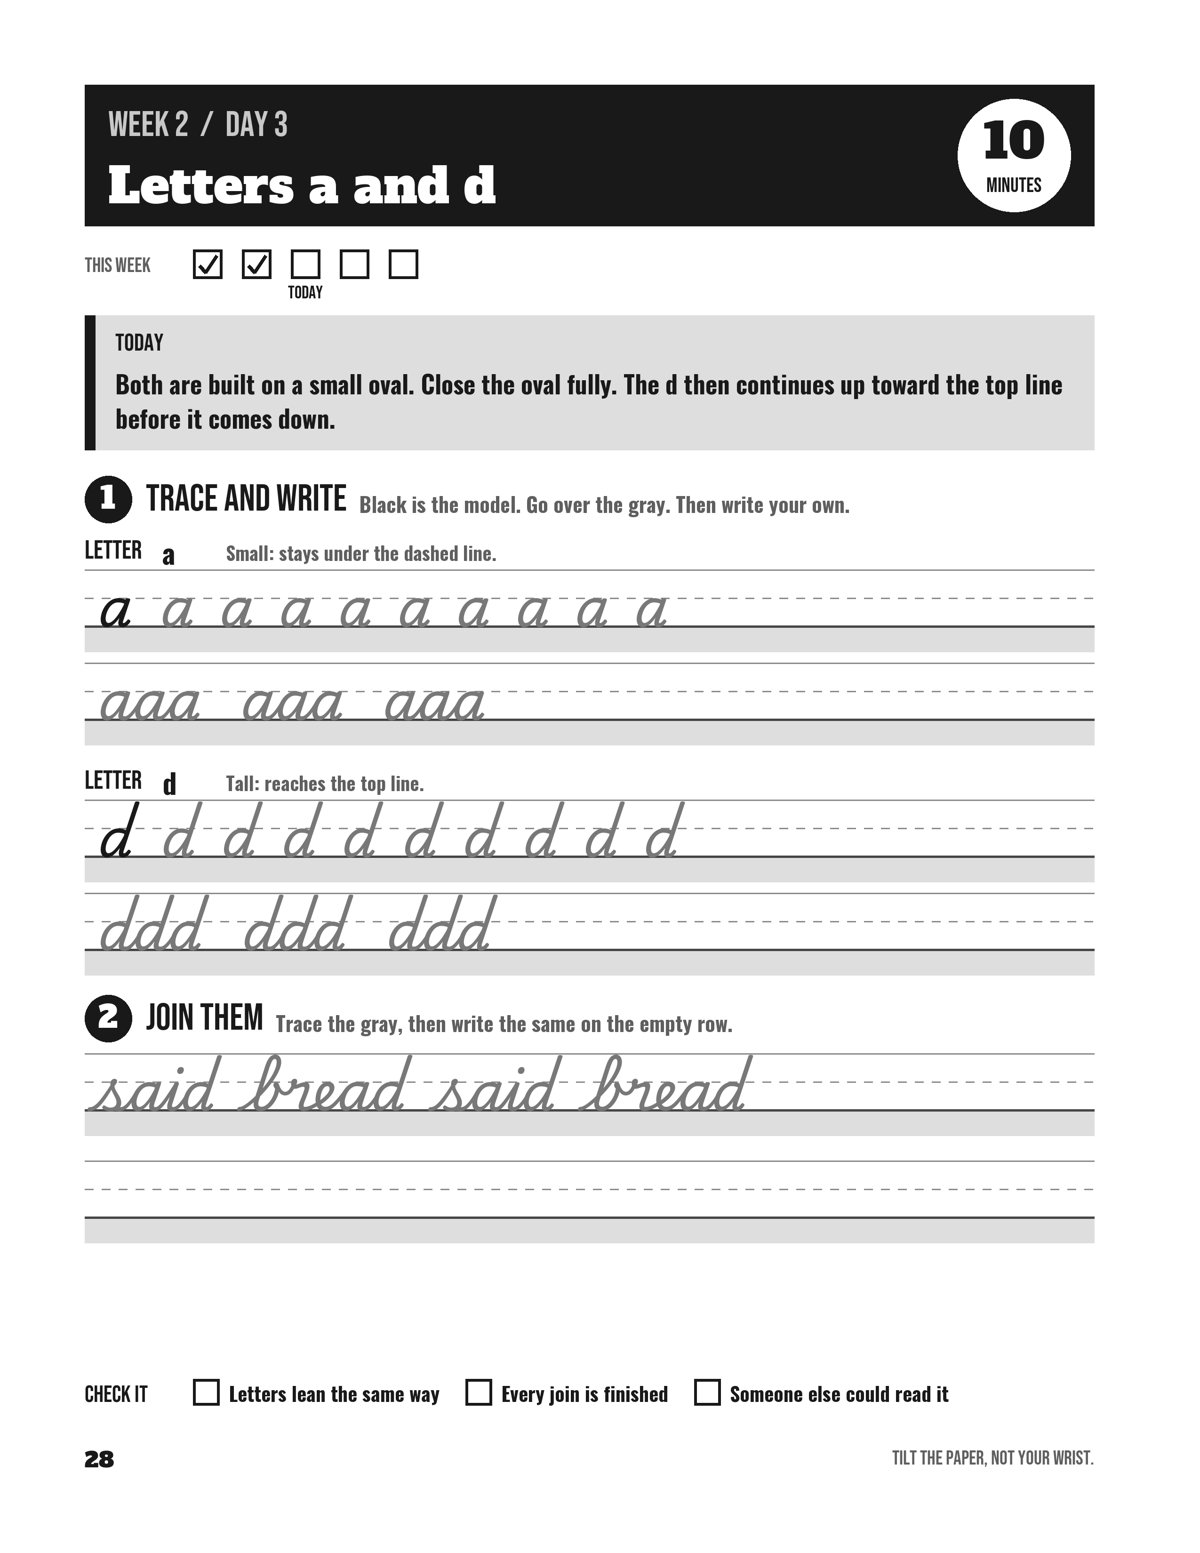 WEEK 2 / DAY 3
Letters a and d
10
MINUTES
THIS WEEK
TODAY
TODAY
Both are built on a small oval. Close the oval fully. The d then continues up toward the top line
before it comes down.
1 TRACE AND WRITE Black is the model. Go over the gray. Then write your own.
LETTER a Small: stays under the dashed line.
a a a a a a a a a a
aaa aaa aaa
LETTER d Tall: reaches the top line.
d d d d d d d d d d
ddd ddd ddd
2 JOIN THEM Trace the gray, then write the same on the empty row.
said bread said bread
CHECK IT Letters lean the same way Every join is finished Someone else could read it
28 TILT THE PAPER, NOT YOUR WRIST.